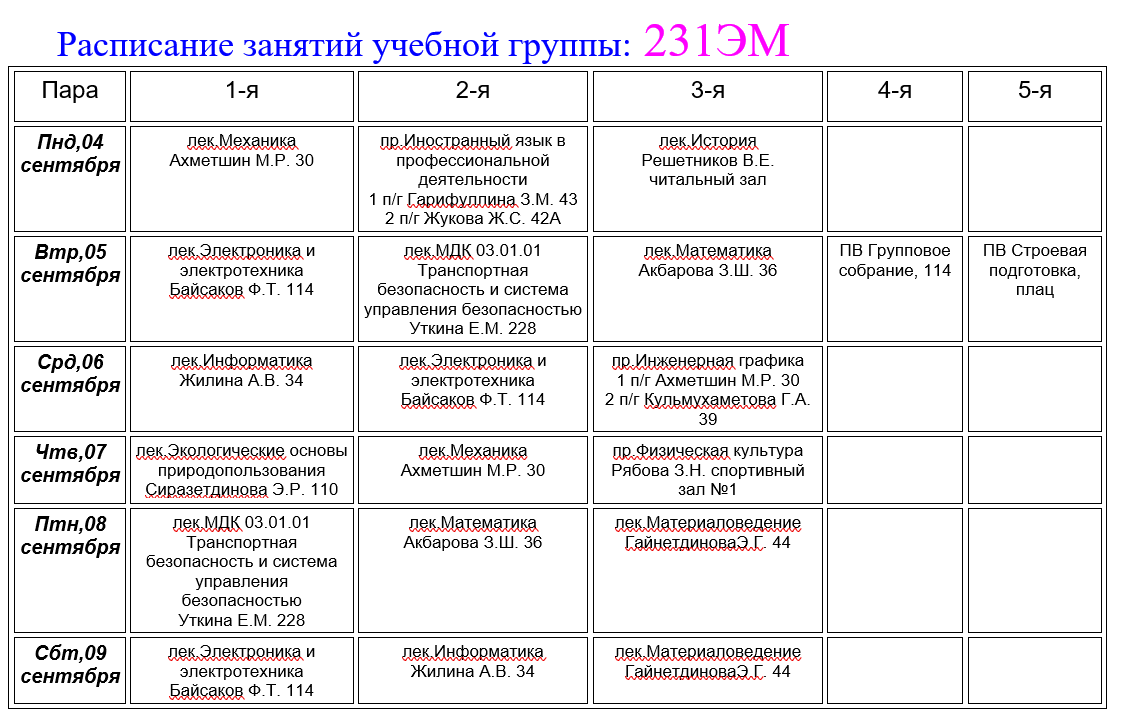 Расписание занятий учебной группы: 231ЭМ
Пара
1-я
2-я
3-я
4-я
5-я
Пнд,04
сентября
лек.Механика
Ахметшин М.Р. 30
пр.Иностранный язык в
профессиональной
деятельности
1 п/г Гарифуллина З.М. 43
2 п/г Жукова Ж.С. 42А
лек.История
Решетников В.Е.
читальный зал
Втр,05
сентября
лек.Электроника и
электротехника
Байсаков Ф.Т. 114
лек.МДК 03.01.01
Транспортная
безопасность и система
управления безопасностью
Уткина Е.М. 228
лек.Математика
Акбарова З.Ш. 36
ПВ Групповое
собрание, 114
ПВ Строевая
подготовка,
плац
Срд,06
сентября
лек.Информатика
Жилина А.В. 34
лек.Электроника и
электротехника
Байсаков Ф.Т. 114
пр.Инженерная графика
1 п/г Ахметшин М.Р. 30
2 п/г Кульмухаметова Г.А.
39
Чтв,07
сентября
лек.Экологические основы
природопользования
Сиразетдинова Э.Р. 110
лек.Механика
Ахметшин М.Р. 30
пр.Физическая культура
Рябова З.Н. спортивный
зал №1
Птн,08
сентября
лек.МДК 03.01.01
Транспортная
безопасность и система
управления
безопасностью
Уткина Е.М. 228
лек.Математика
Акбарова З.Ш. 36
лек.Материаловедение
ГайнетдиноваЭ.Г. 44
Сбт,09
сентября
лек.Электроника и
электротехника
Байсаков Ф.Т. 114
лек.Информатика
Жилина А.В. 34
лек.Материаловедение
ГайнетдиноваЭ.Г. 44